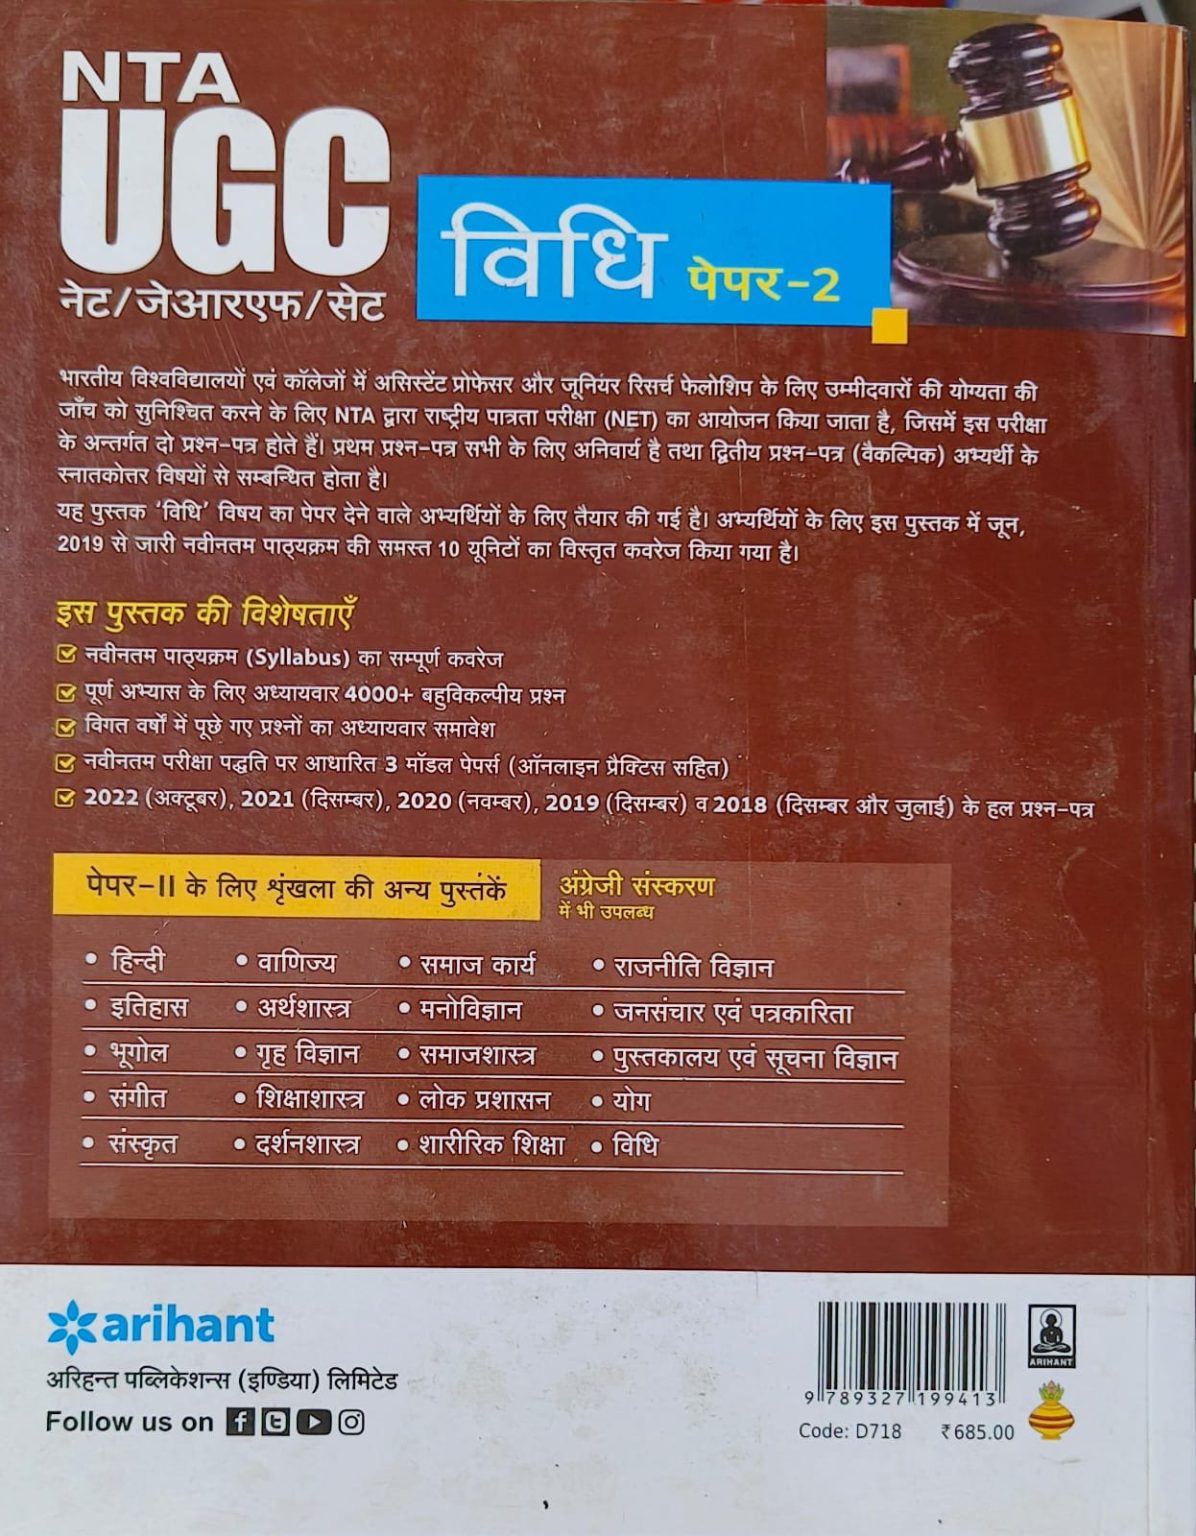 NTA
UGC
नेट/जेआरएफ/सेट
विधि पेपर-2
भारतीय विश्वविद्यालयों एवं कॉलेजों में असिस्टेंट प्रोफेसर और जूनियर रिसर्च फेलोशिप के लिए उम्मीदवारों की योग्यता की
जाँच को सुनिश्चित करने के लिए NTA द्वारा राष्ट्रीय पात्रता परीक्षा (NET) का आयोजन किया जाता है, जिसमें इस परीक्षा
के अन्तर्गत दो प्रश्न-पत्र होते हैं। प्रथम प्रश्न-पत्र सभी के लिए अनिवार्य है तथा द्वितीय प्रश्न-पत्र (वैकल्पिक) अभ्यर्थी के
स्नातकोत्तर विषयों से सम्बन्धित होता है।
यह पुस्तक ‘विधि’ विषय का पेपर देने वाले अभ्यर्थियों के लिए तैयार की गई है। अभ्यर्थियों के लिए इस पुस्तक में जून,
2019 से जारी नवीनतम पाठ्यक्रम की समस्त 10 यूनिटों का विस्तृत कवरेज किया गया है।
इस पुस्तक की विशेषताएँ
नवीनतम पाठ्यक्रम (Syllabus) का सम्पूर्ण कवरेज
पूर्ण अभ्यास के लिए अध्यायवार 4000+ बहुविकल्पीय प्रश्न
विगत वर्षों में पूछे गए प्रश्नों का अध्यायवार समावेश
नवीनतम परीक्षा पद्धति पर आधारित 3 मॉडल पेपर्स (ऑनलाइन प्रैक्टिस सहित)
2022 (अक्टूबर), 2021 (दिसम्बर), 2020 (नवम्बर), 2019 (दिसम्बर) व 2018 (दिसम्बर और जुलाई) के हल प्रश्न-पत्र
पेपर-II के लिए शृंखला की अन्य पुस्तंकें
अंग्रेजी संस्करण
में भी उपलब्ध
• हिन्दी • वाणिज्य • समाज कार्य • राजनीति विज्ञान
• इतिहास • अर्थशास्त्र • मनोविज्ञान • जनसंचार एवं पत्रकारिता
• भूगोल • गृह विज्ञान • समाजशास्त्र • पुस्तकालय एवं सूचना विज्ञान
• संगीत • शिक्षाशास्त्र • लोक प्रशासन • योग
• संस्कृत • दर्शनशास्त्र • शारीरिक शिक्षा • विधि
arihant
अरिहन्त पब्लिकेशन्स (इण्डिया) लिमिटेड
Follow us on
9 789327 199413
Code: D718 ₹685.00
ARIHANT